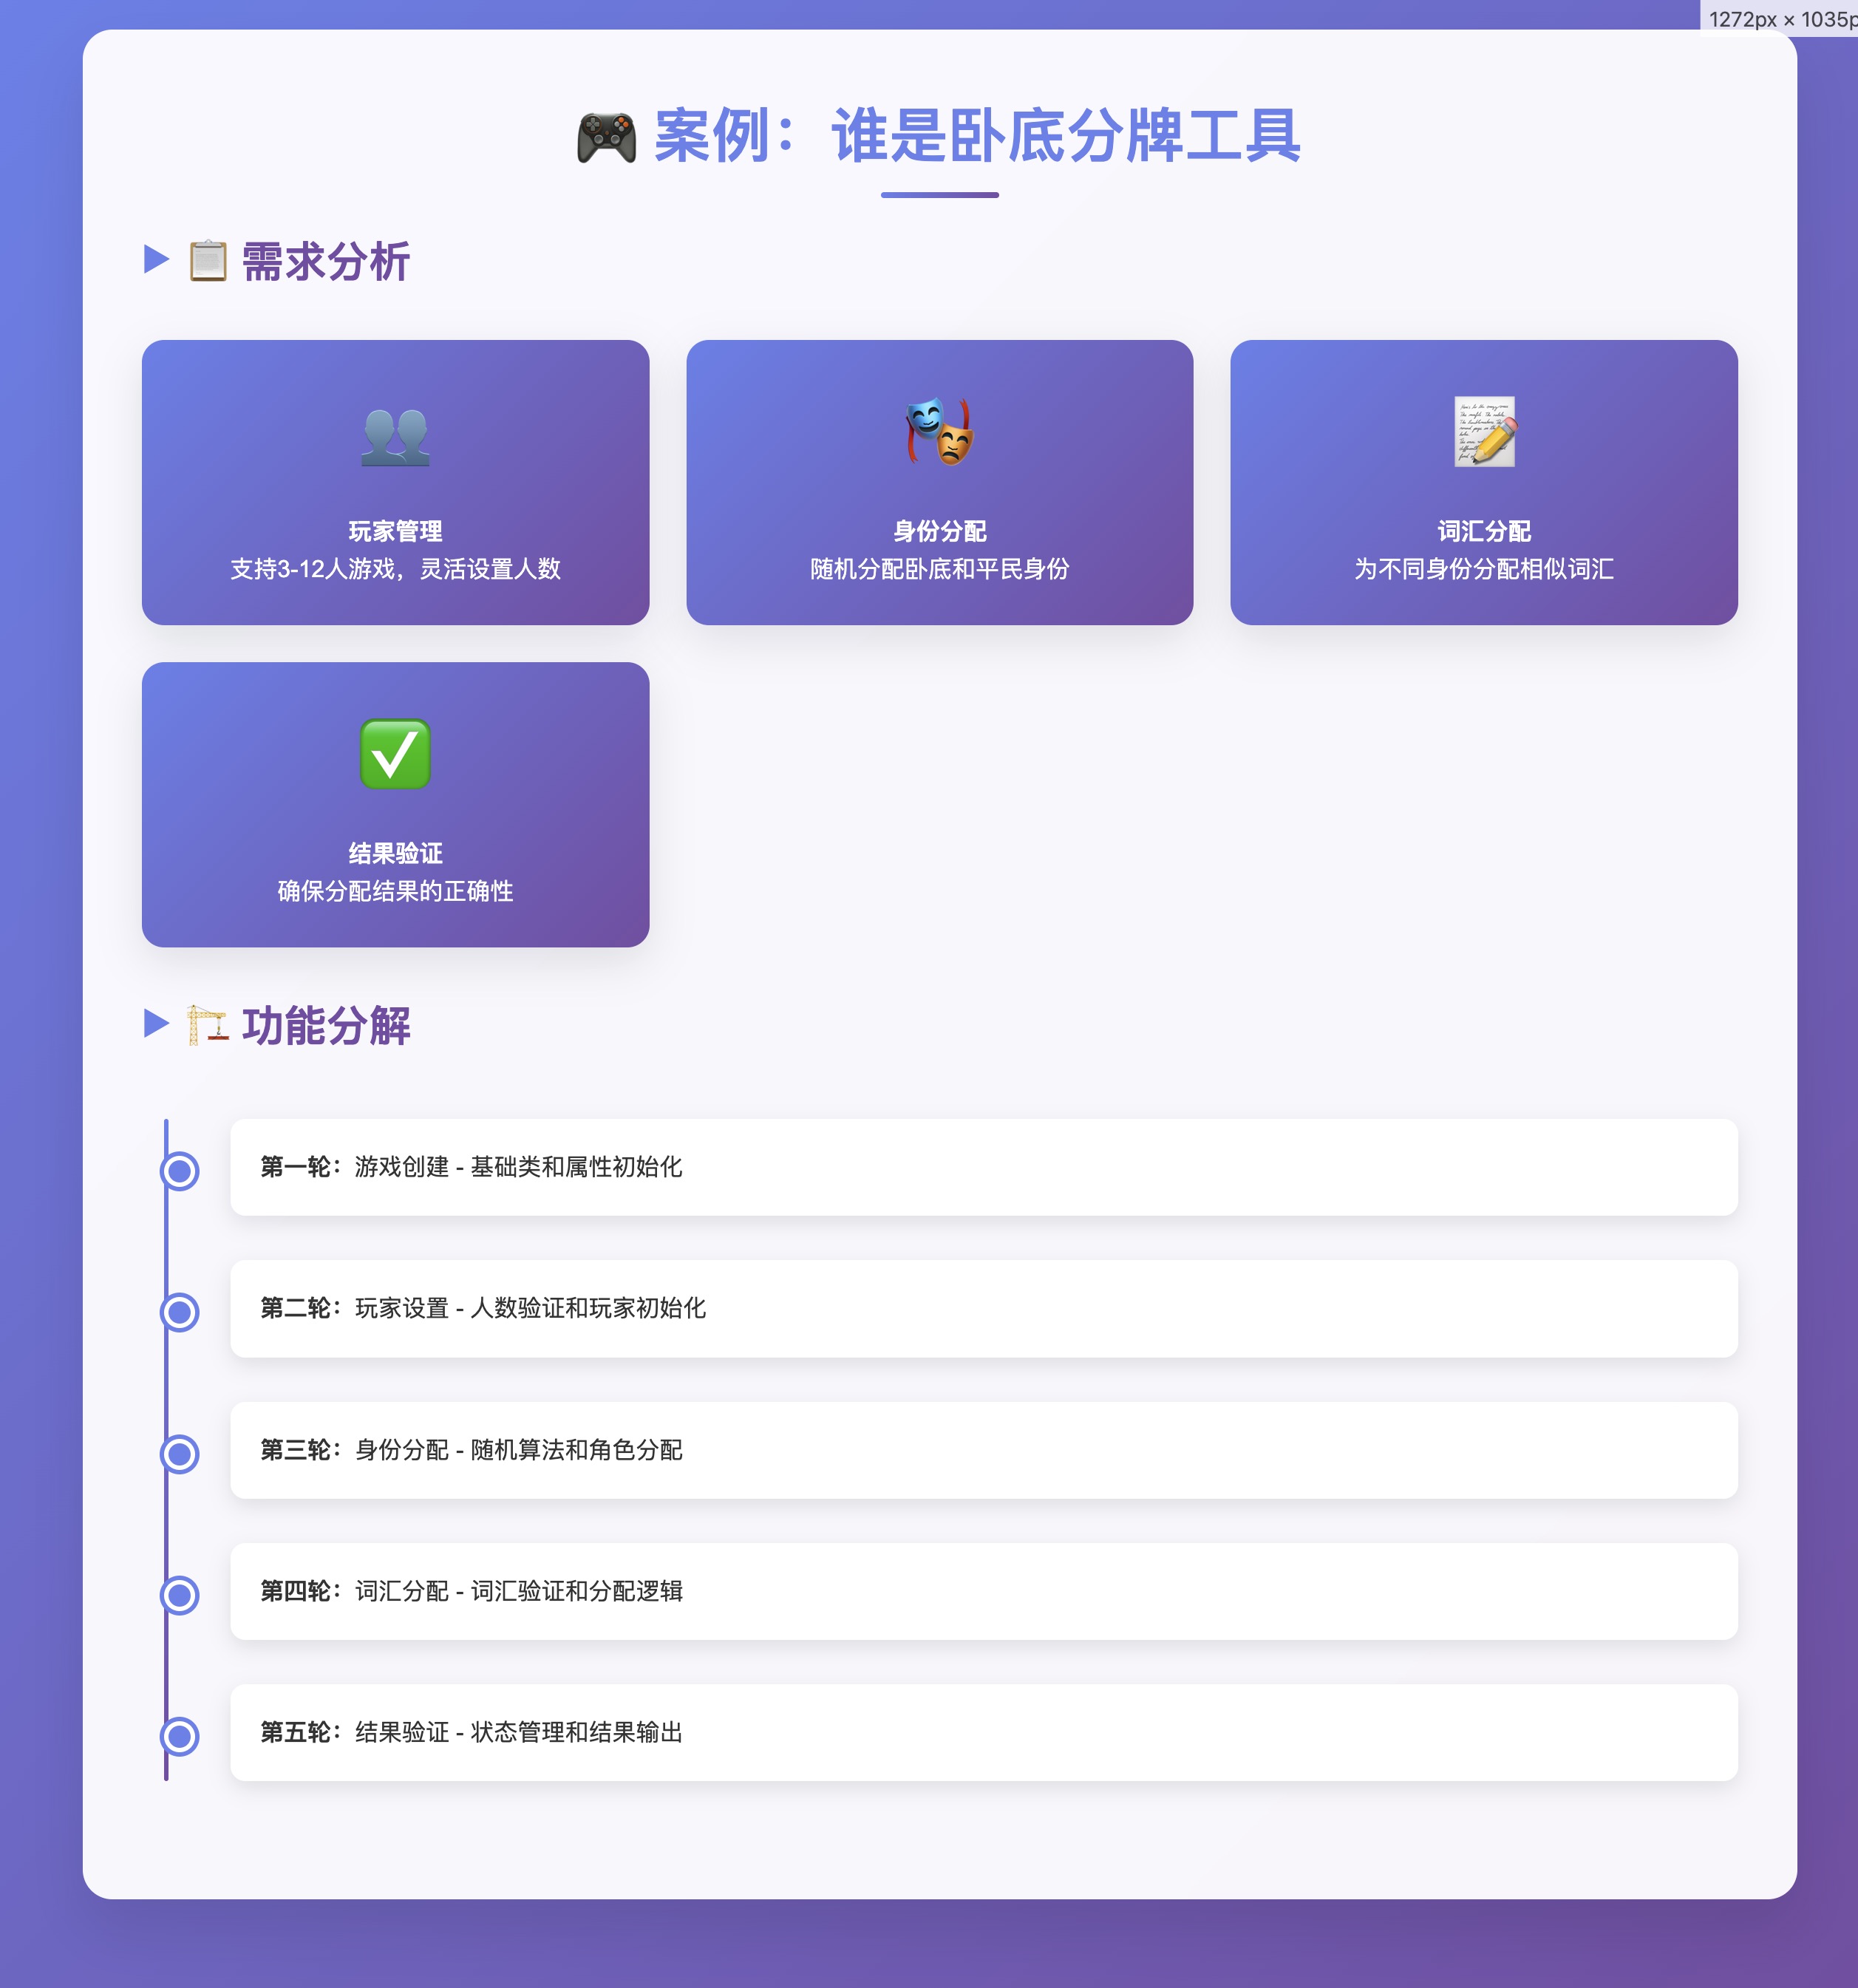 1272px × 1035p
🎮 案例：谁是卧底分牌工具
▶ 📋 需求分析
👥
玩家管理
支持3-12人游戏，灵活设置人数
🎭
身份分配
随机分配卧底和平民身份
📝
词汇分配
为不同身份分配相似词汇
✅
结果验证
确保分配结果的正确性
▶ 🏗️ 功能分解
第一轮：游戏创建 - 基础类和属性初始化
第二轮：玩家设置 - 人数验证和玩家初始化
第三轮：身份分配 - 随机算法和角色分配
第四轮：词汇分配 - 词汇验证和分配逻辑
第五轮：结果验证 - 状态管理和结果输出